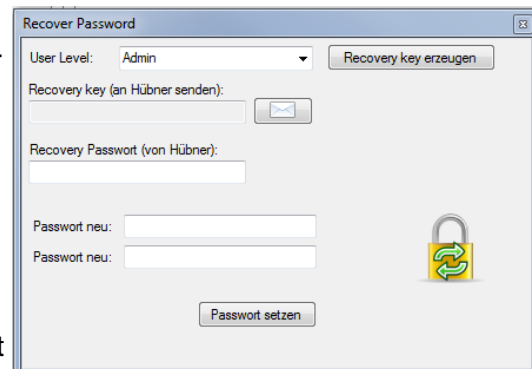 Recover Password
User Level: Admin Recovery key erzeugen
Recovery key (an Hübner senden):
Recovery Passwort (von Hübner):
Passwort neu:
Passwort neu:
Passwort setzen
t